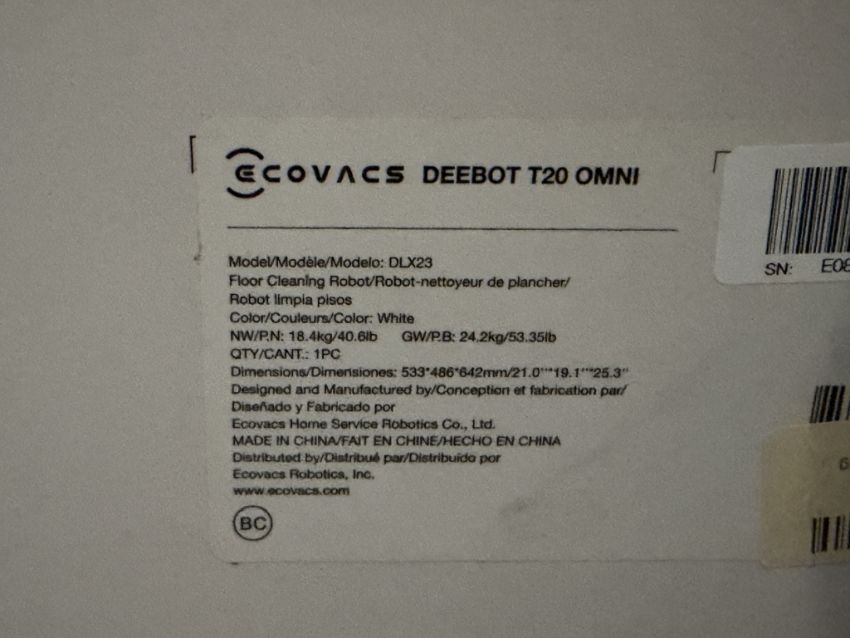 ECOVACS DEEBOT T20 OMNI
Model/Modèle/Modelo: DLX23
Floor Cleaning Robot/Robot-nettoyeur de plancher/
Robot limpia pisos
Color/Couleurs/Color: White
NW/P.N: 18.4kg/40.6lb GW/P.B: 24.2kg/53.35lb
QTY/CANT.: 1PC
Dimensions/Dimensiones: 533*486*642mm/21.0''*19.1''*25.3''
Designed and Manufactured by/Conception et fabrication par/
Diseñado y Fabricado por
Ecovacs Home Service Robotics Co., Ltd.
MADE IN CHINA/FAIT EN CHINE/HECHO EN CHINA
Distributed by/Distribué par/Distribuido por
Ecovacs Robotics, Inc.
www.ecovacs.com
BC
SN: E08